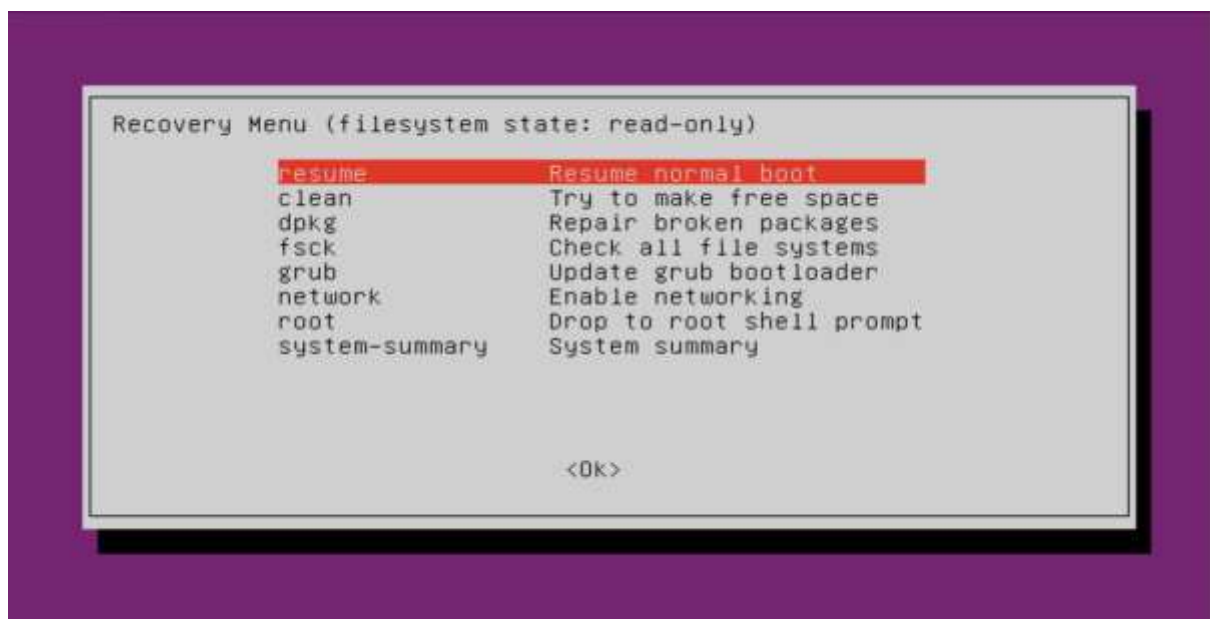 Recovery Menu (filesystem state: read-only)
resume Resume normal boot
clean Try to make free space
dpkg Repair broken packages
fsck Check all file systems
grub Update grub bootloader
network Enable networking
root Drop to root shell prompt
system-summary System summary
<Ok>